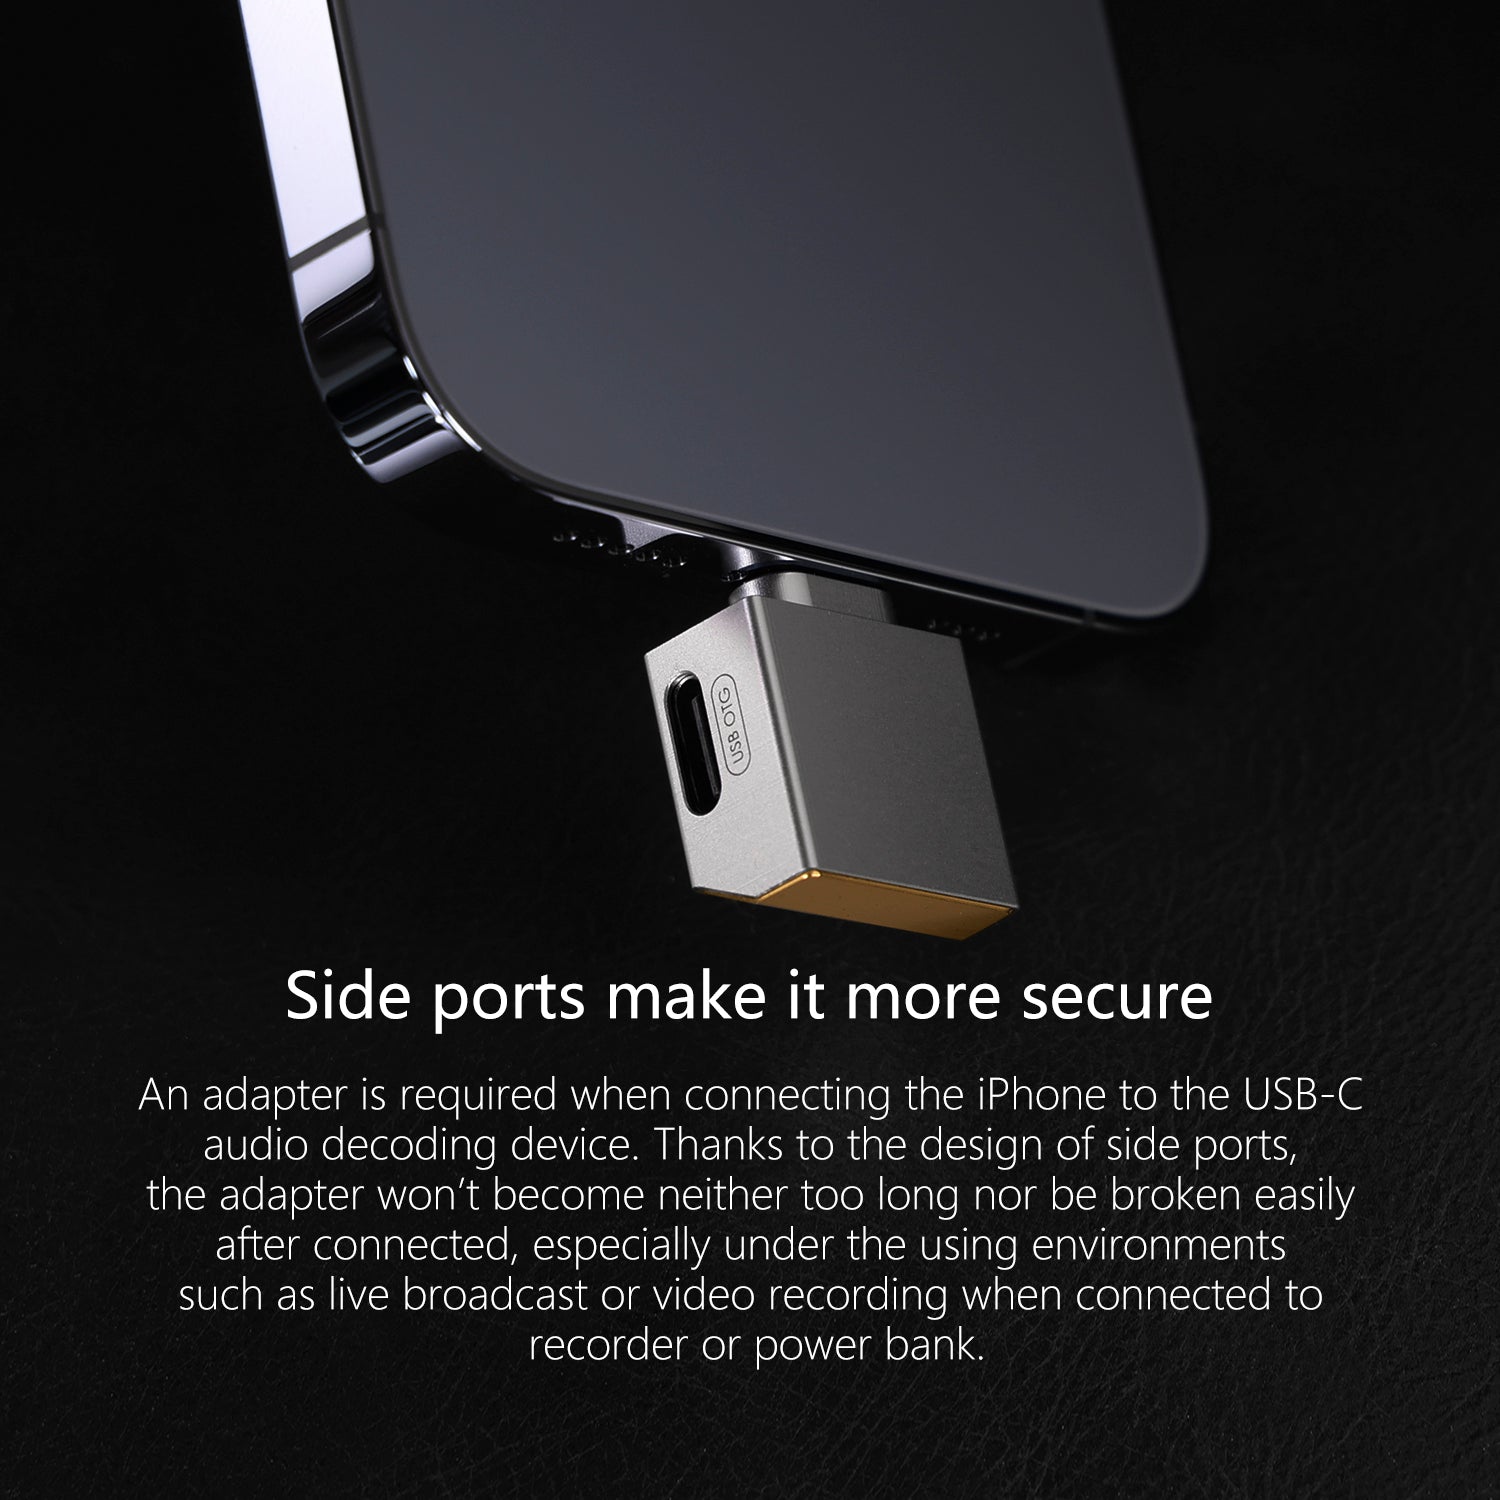 USB OTG
Side ports make it more secure
An adapter is required when connecting the iPhone to the USB-C
audio decoding device. Thanks to the design of side ports,
the adapter won’t become neither too long nor be broken easily
after connected, especially under the using environments
such as live broadcast or video recording when connected to
recorder or power bank.